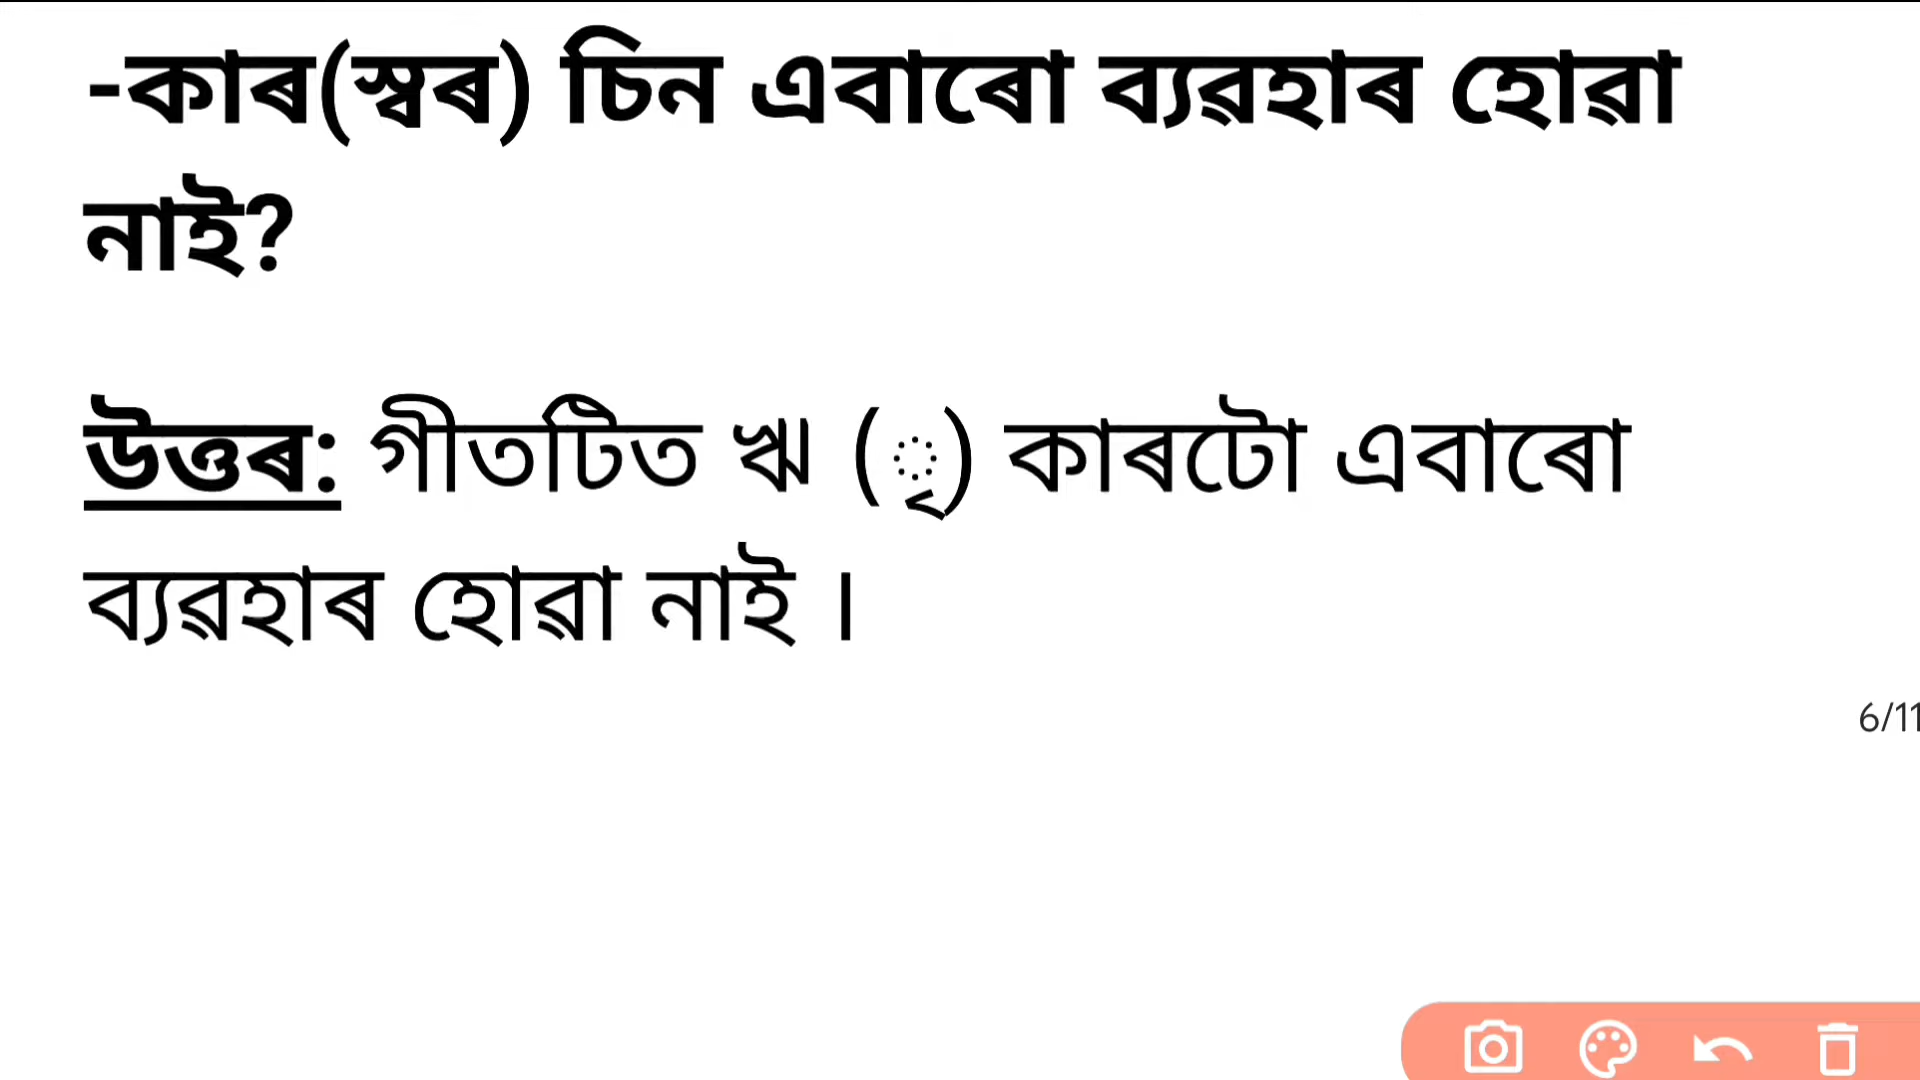 -কাৰ(স্বৰ) চিন এবাৰো ব্যৱহাৰ হোৱা
নাই?
উত্তৰ: গীতটিত ঋ (ৃ) কাৰটো এবাৰো
ব্যৱহাৰ হোৱা নাই ।
6/11